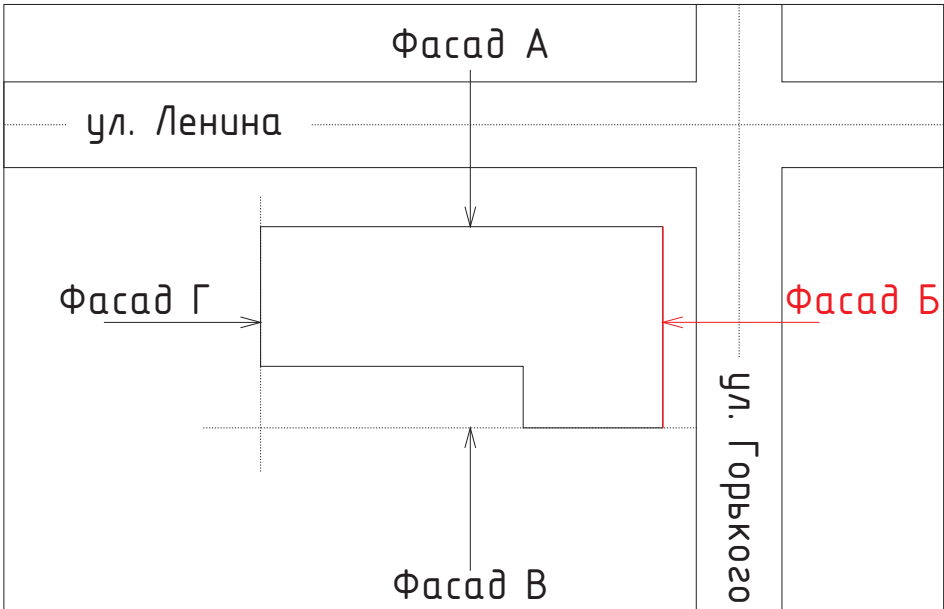 Фасад А
ул. Ленина
Фасад Г
Фасад Б
ул. Горького
Фасад В